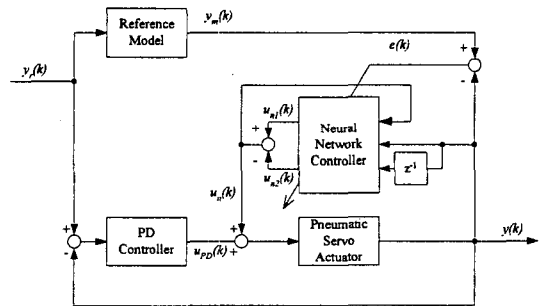 Reference
Model
y_m(k)
e(k)
+
-
y_r(k)
u_n1(k)
+
-
u_n2(k)
Neural
Network
Controller
z^-1
u_n(k)
+
-
PD
Controller
u_PD(k)
+
+
Pneumatic
Servo
Actuator
y(k)